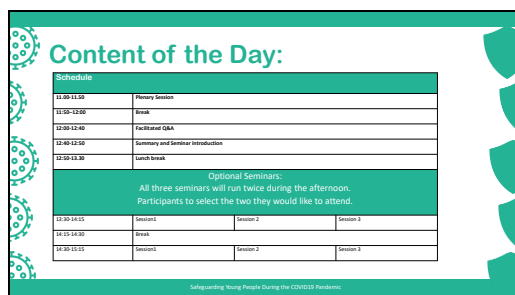 Content of the Day:
Schedule
11.00-11.50 Plenary Session
11:50–12:00 Break
12:00-12:40 Facilitated Q&A
12:40-12:50 Summary and Seminar Introduction
12:50-13.30 Lunch break
Optional Seminars:
All three seminars will run twice during the afternoon.
Participants to select the two they would like to attend.
13:30-14:15 Session1 Session 2 Session 3
14:15-14:30 Break
14:30-15:15 Session1 Session 2 Session 3
Safeguarding Young People During the COVID19 Pandemic